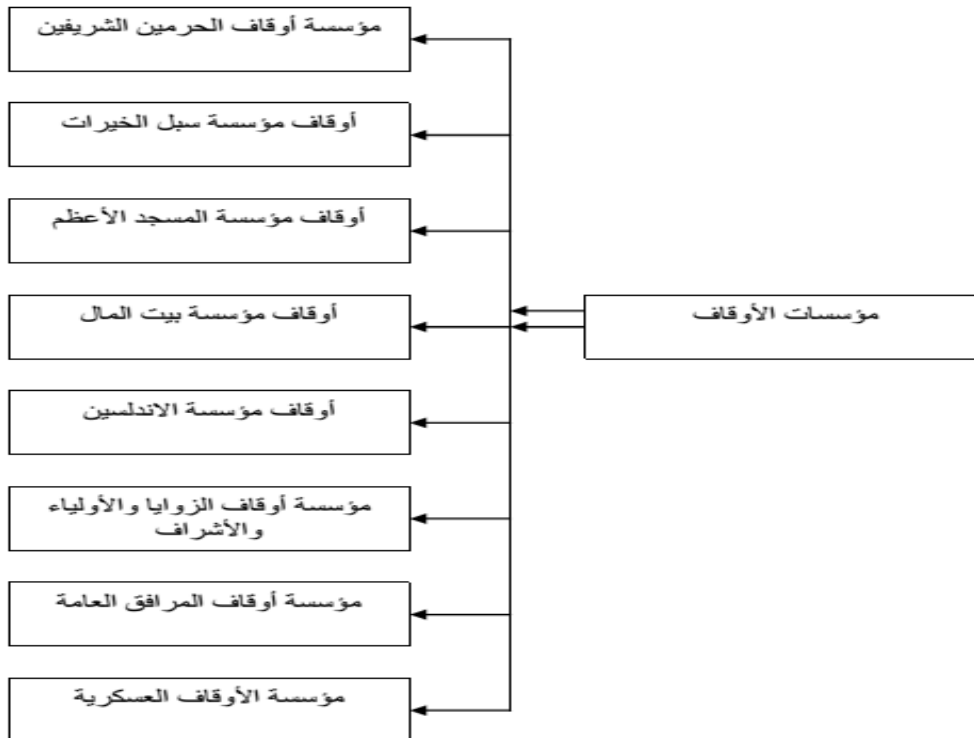 مؤسسات الأوقاف
مؤسسة أوقاف الحرمين الشريفين
أوقاف مؤسسة سبل الخيرات
أوقاف مؤسسة المسجد الأعظم
أوقاف مؤسسة بيت المال
أوقاف مؤسسة الاندلسين
مؤسسة أوقاف الزوايا والأولياء
والأشراف
مؤسسة أوقاف المرافق العامة
مؤسسة الأوقاف العسكرية